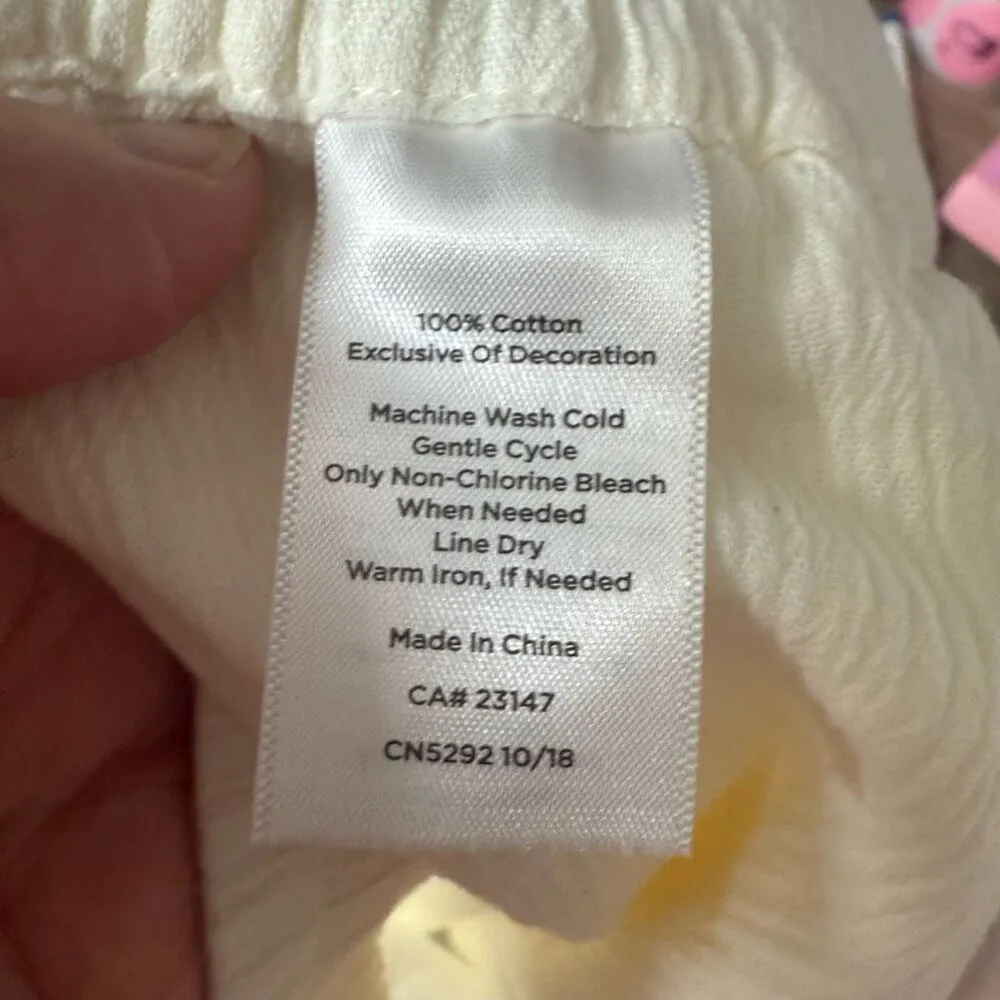 100% Cotton
Exclusive Of Decoration
Machine Wash Cold
Gentle Cycle
Only Non-Chlorine Bleach
When Needed
Line Dry
Warm Iron, If Needed
Made In China
CA# 23147
CN5292 10/18